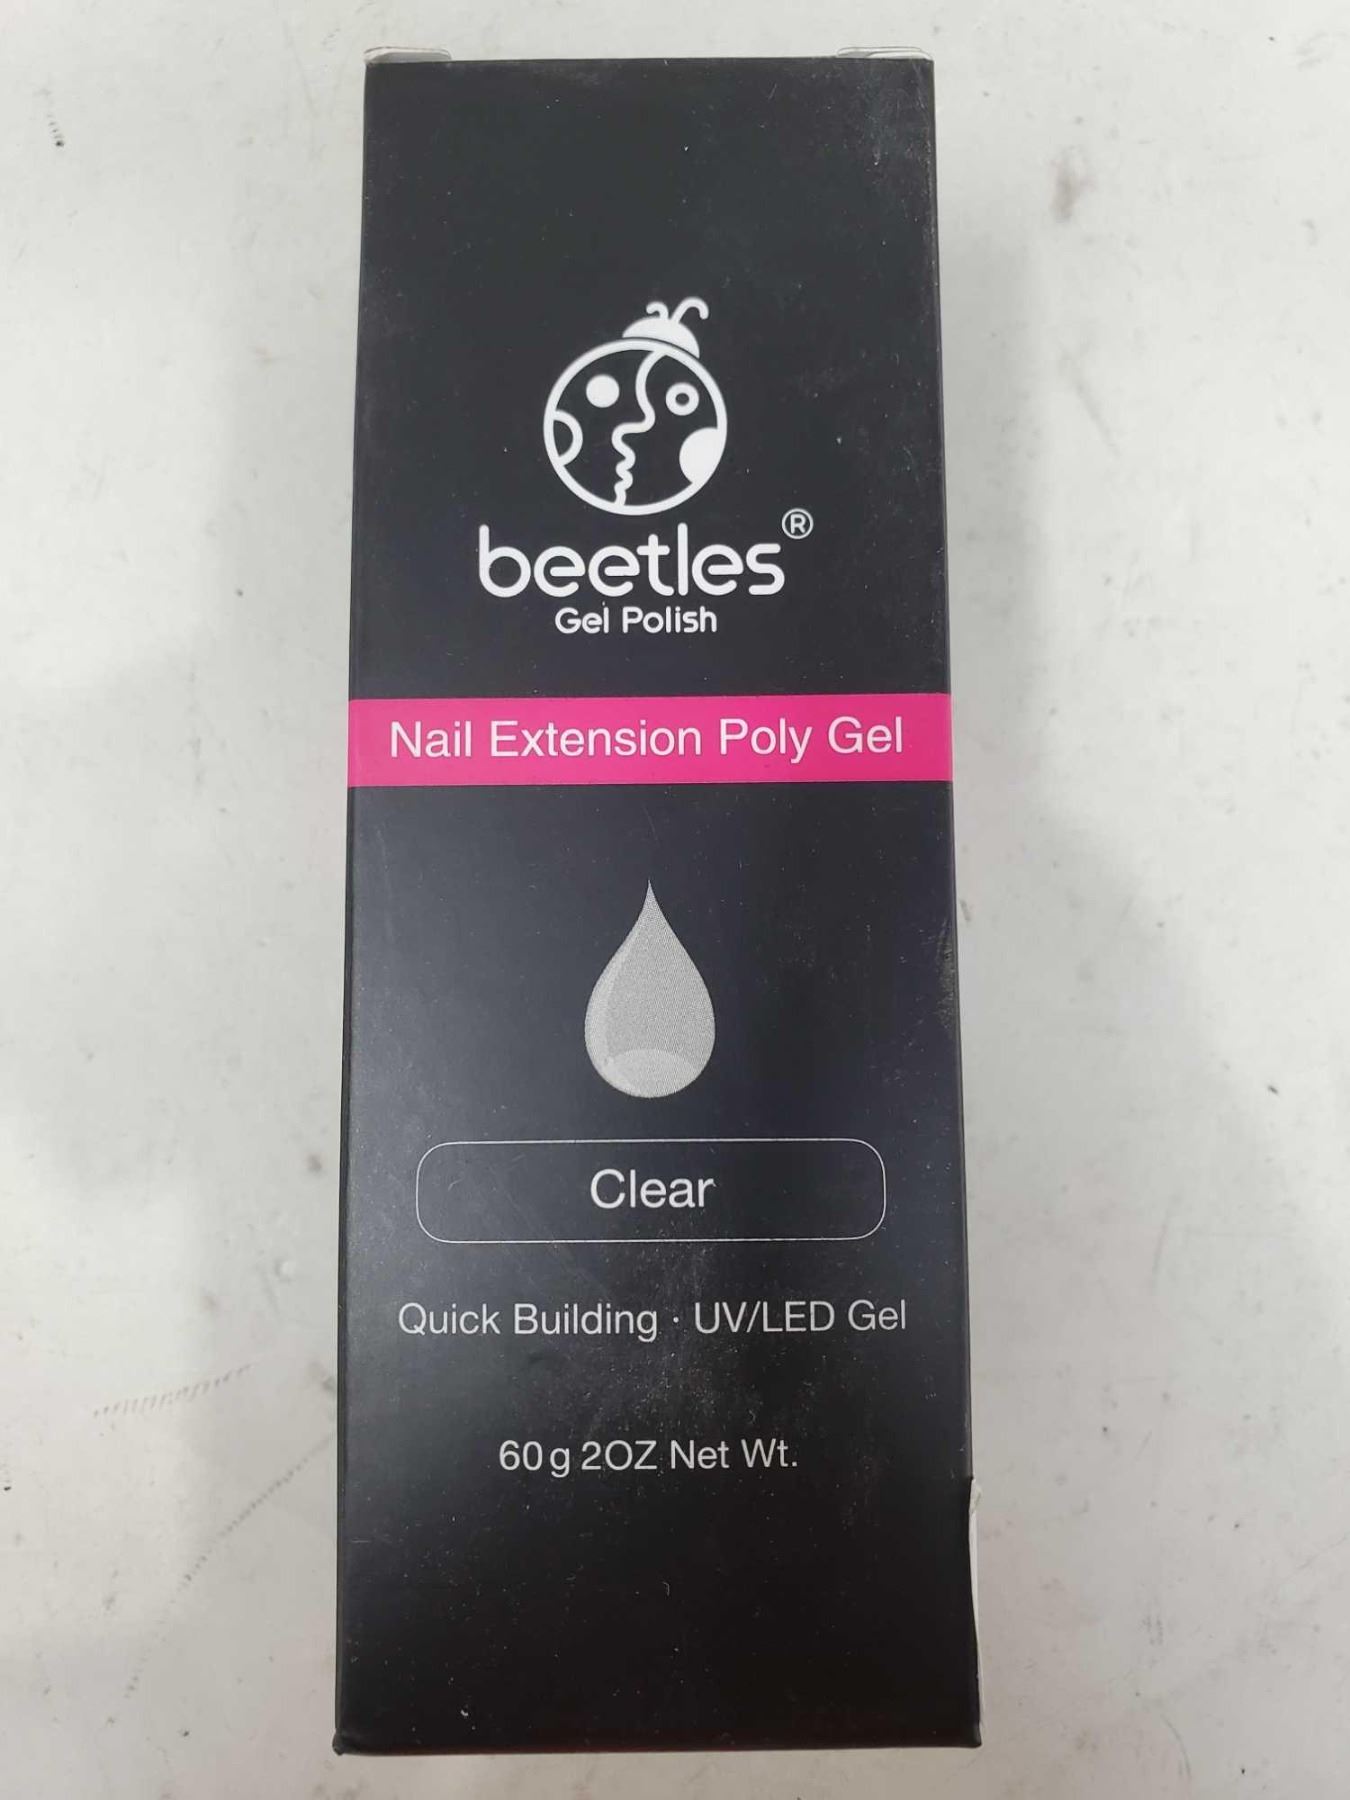 beetles®
Gel Polish
Nail Extension Poly Gel
Clear
Quick Building · UV/LED Gel
60g 2OZ Net Wt.